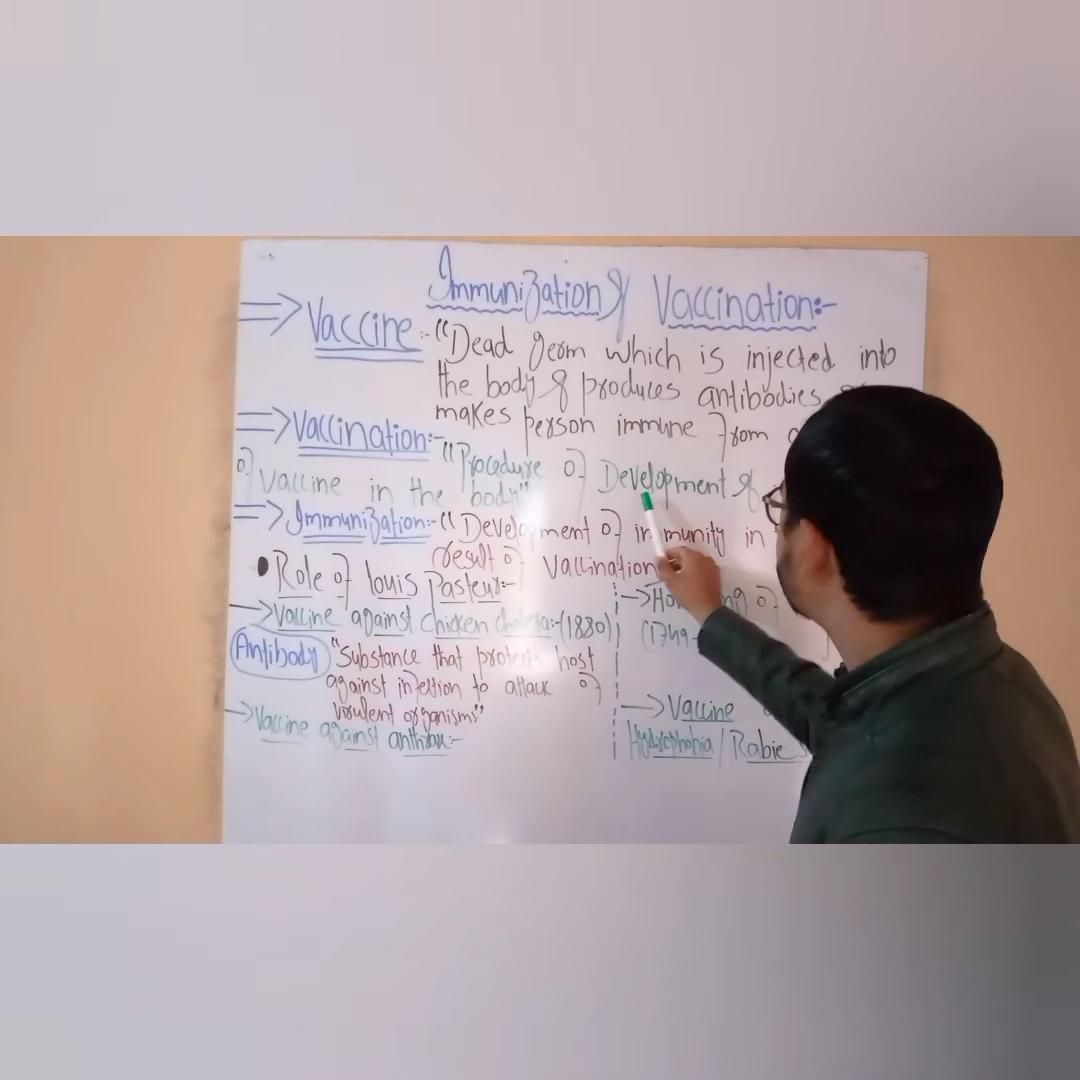 Immunization & Vaccination:-
⇒ Vaccine:- "Dead germ which is injected into
the body & produces antibodies
makes person immune from
⇒ Vaccination:- "Procedure of Development &
of vaccine in the body"
⇒ Immunization:- "Development of immunity in
result of vaccination
• Role of louis Pasteur:-
→ Vaccine against chicken cholera:-(1880)
Antibody "Substance that protects host
against infection to attack of
virulent organisms"
→ Vaccine against anthrax:-
→ of
(1749-
→ Vaccine
Hydrophobia / Rabies